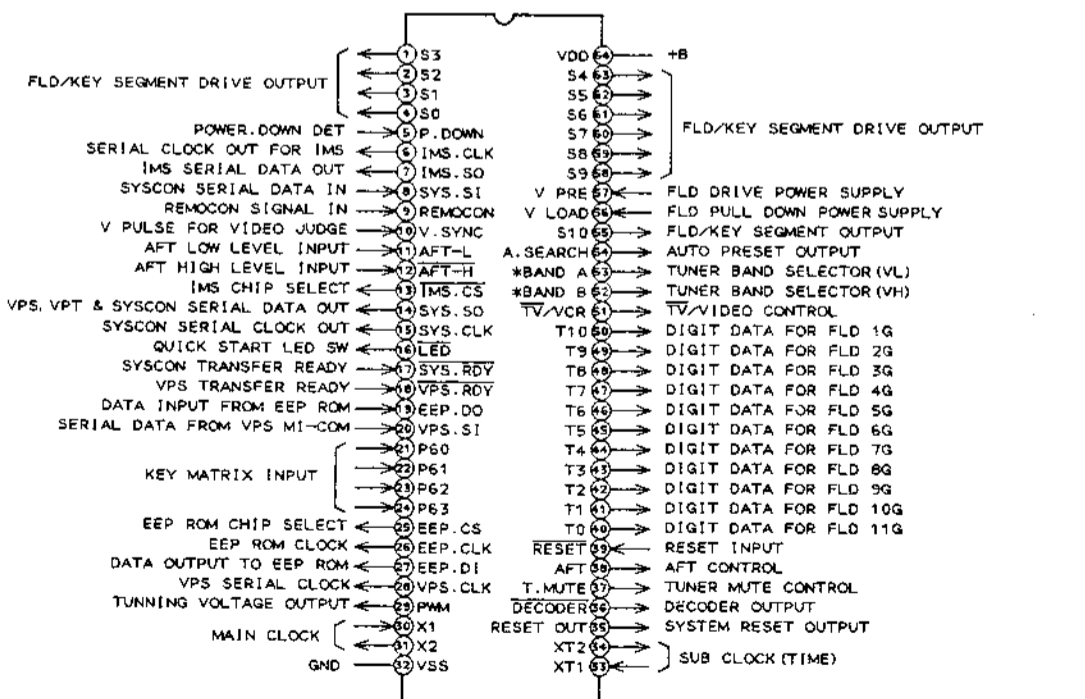 1 S3 VDD 64 +B
2 S2 S4 63
FLD/KEY SEGMENT DRIVE OUTPUT 3 S1 S5 62
4 S0 S6 61
POWER.DOWN DET 5 P.DOWN S7 60 FLD/KEY SEGMENT DRIVE OUTPUT
SERIAL CLOCK OUT FOR IMS 6 IMS.CLK S8 59
IMS SERIAL DATA OUT 7 IMS.SO S9 58
SYSCON SERIAL DATA IN 8 SYS.SI V PRE 57 FLD DRIVE POWER SUPPLY
REMOCON SIGNAL IN 9 REMOCON V LOAD 56 FLD PULL DOWN POWER SUPPLY
V PULSE FOR VIDEO JUDGE 10 V.SYNC S10 55 FLD/KEY SEGMENT OUTPUT
AFT LOW LEVEL INPUT 11 AFT-L A.SEARCH 54 AUTO PRESET OUTPUT
AFT HIGH LEVEL INPUT 12 AFT-H *BAND A 53 TUNER BAND SELECTOR(VL)
IMS CHIP SELECT 13 IMS.CS *BAND B 52 TUNER BAND SELECTOR(VH)
VPS, VPT & SYSCON SERIAL DATA OUT 14 SYS.SO TV/VCR 51 TV/VIDEO CONTROL
SYSCON SERIAL CLOCK OUT 15 SYS.CLK T10 50 DIGIT DATA FOR FLD 1G
QUICK START LED SW 16 LED T9 49 DIGIT DATA FOR FLD 2G
SYSCON TRANSFER READY 17 SYS.RDY T8 48 DIGIT DATA FOR FLD 3G
VPS TRANSFER READY 18 VPS.RDY T7 47 DIGIT DATA FOR FLD 4G
DATA INPUT FROM EEP ROM 19 EEP.DO T6 46 DIGIT DATA FOR FLD 5G
SERIAL DATA FROM VPS MI-COM 20 VPS.SI T5 45 DIGIT DATA FOR FLD 6G
21 P60 T4 44 DIGIT DATA FOR FLD 7G
KEY MATRIX INPUT 22 P61 T3 43 DIGIT DATA FOR FLD 8G
23 P62 T2 42 DIGIT DATA FOR FLD 9G
24 P63 T1 41 DIGIT DATA FOR FLD 10G
EEP ROM CHIP SELECT 25 EEP.CS T0 40 DIGIT DATA FOR FLD 11G
EEP ROM CLOCK 26 EEP.CLK RESET 39 RESET INPUT
DATA OUTPUT TO EEP ROM 27 EEP.DI AFT 38 AFT CONTROL
VPS SERIAL CLOCK 28 VPS.CLK T.MUTE 37 TUNER MUTE CONTROL
TUNNING VOLTAGE OUTPUT 29 PWM DECODER 36 DECODER OUTPUT
MAIN CLOCK 30 X1 RESET OUT 35 SYSTEM RESET OUTPUT
31 X2 XT2 34 SUB CLOCK(TIME)
GND 32 VSS XT1 33